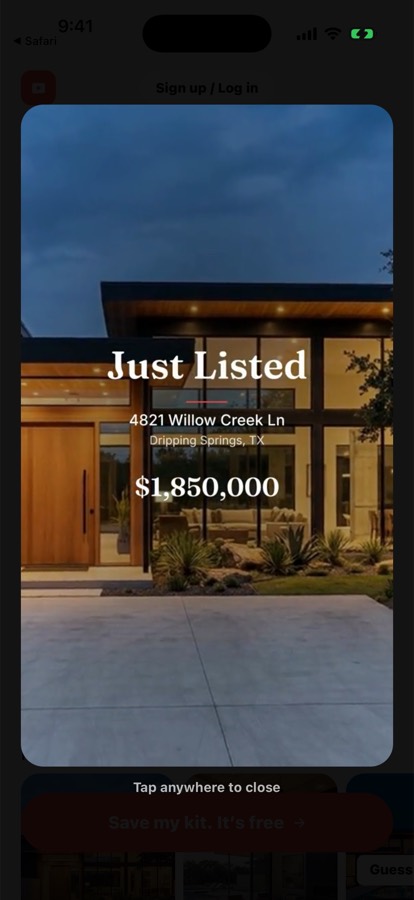 9:41
◀ Safari
Sign up / Log in
Just Listed
4821 Willow Creek Ln
Dripping Springs, TX
$1,850,000
Tap anywhere to close
Save my kit. It's free →
Guess